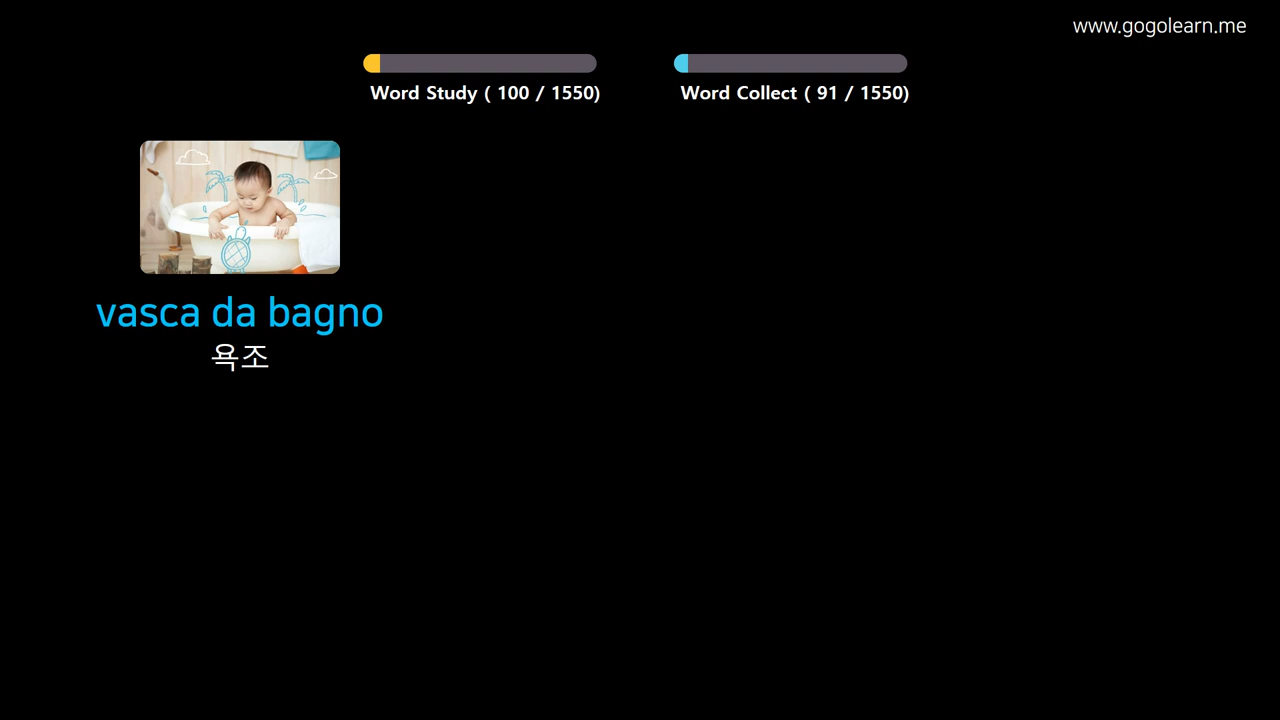 www.gogolearn.me
Word Study ( 100 / 1550)
Word Collect ( 91 / 1550)
vasca da bagno
욕조